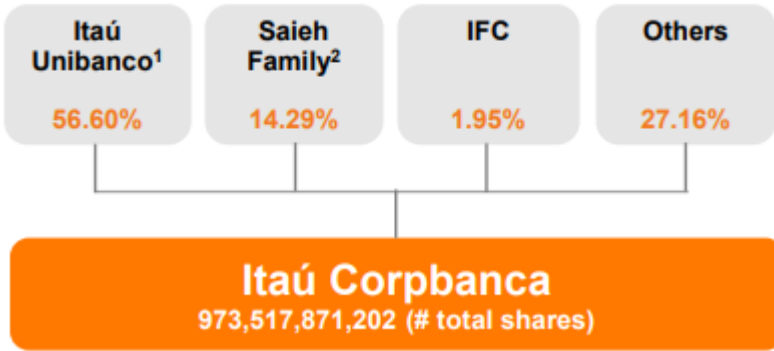 Itaú
Unibanco¹
56.60%
Saieh
Family²
14.29%
IFC
1.95%
Others
27.16%
Itaú Corpbanca
973,517,871,202 (# total shares)